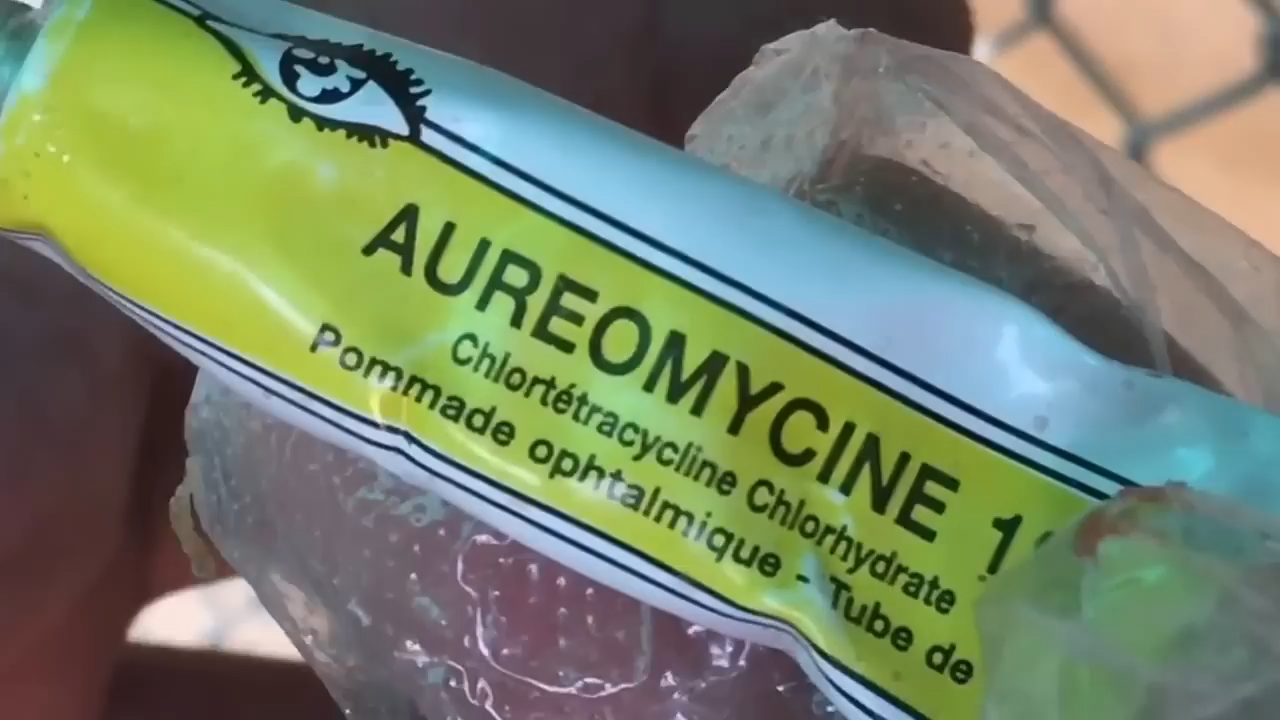 AUREOMYCINE 1
Chlortétracycline Chlorhydrate
Pommade ophtalmique - Tube de